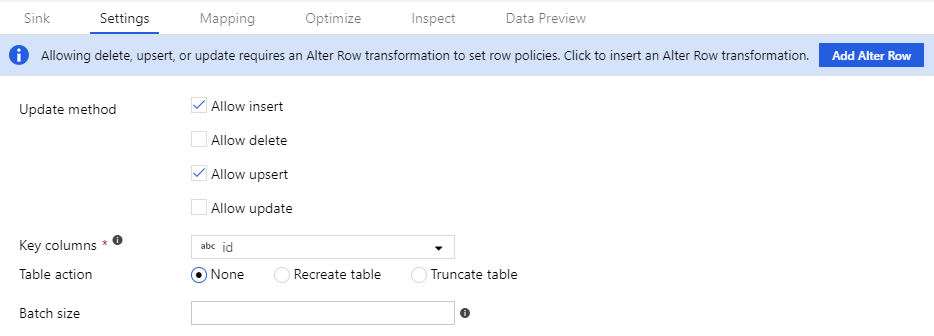 Sink Settings Mapping Optimize Inspect Data Preview
Allowing delete, upsert, or update requires an Alter Row transformation to set row policies. Click to insert an Alter Row transformation. Add Alter Row
Update method Allow insert
Allow delete
Allow upsert
Allow update
Key columns * abc id
Table action None Recreate table Truncate table
Batch size